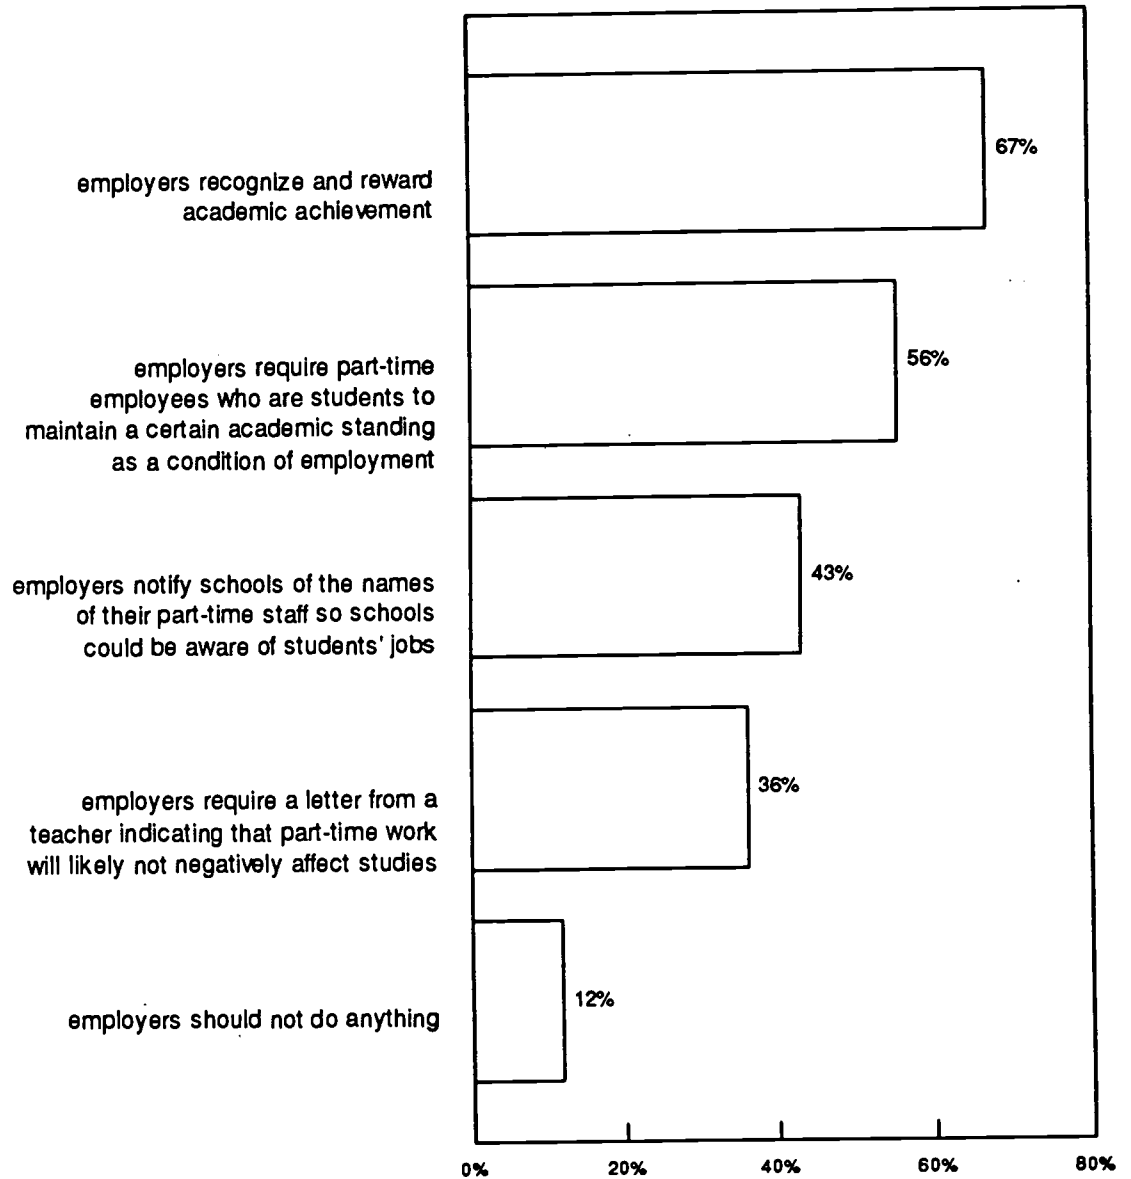 67%
employers recognize and reward
academic achievement
56%
employers require part-time
employees who are students to
maintain a certain academic standing
as a condition of employment
43%
employers notify schools of the names
of their part-time staff so schools
could be aware of students' jobs
36%
employers require a letter from a
teacher indicating that part-time work
will likely not negatively affect studies
12%
employers should not do anything
0% 20% 40% 60% 80%